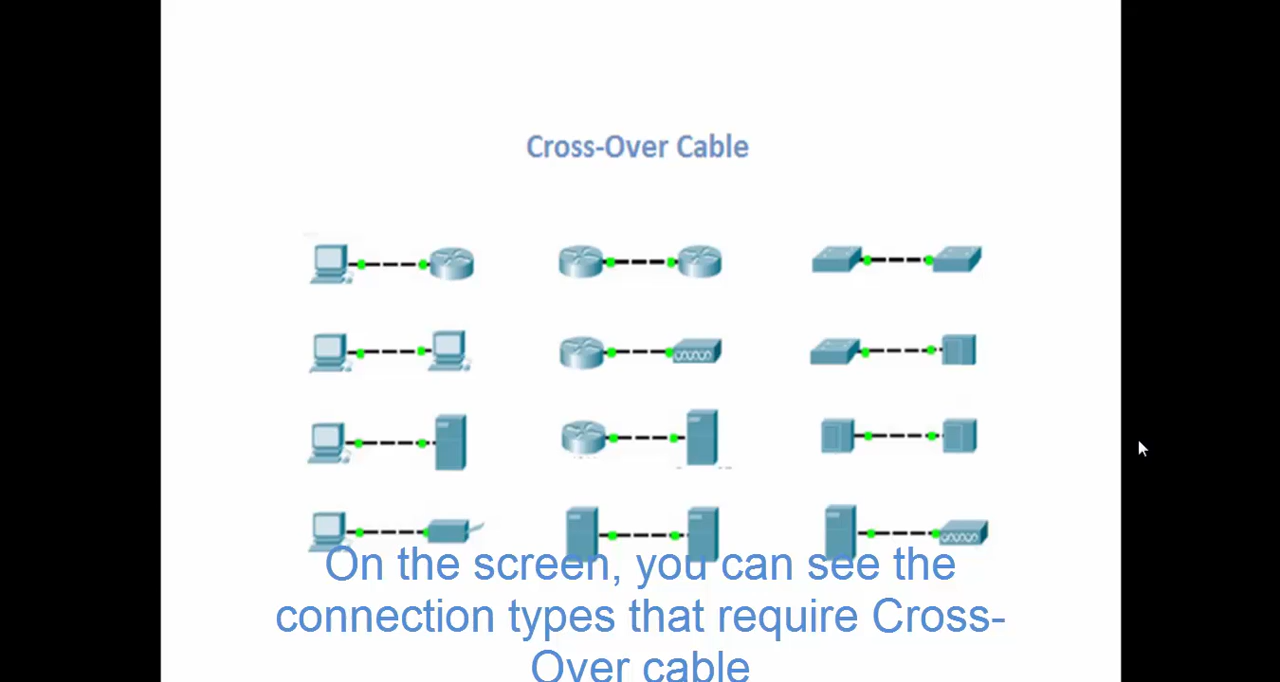 Cross-Over Cable
On the screen, you can see the
connection types that require Cross-
Over cable